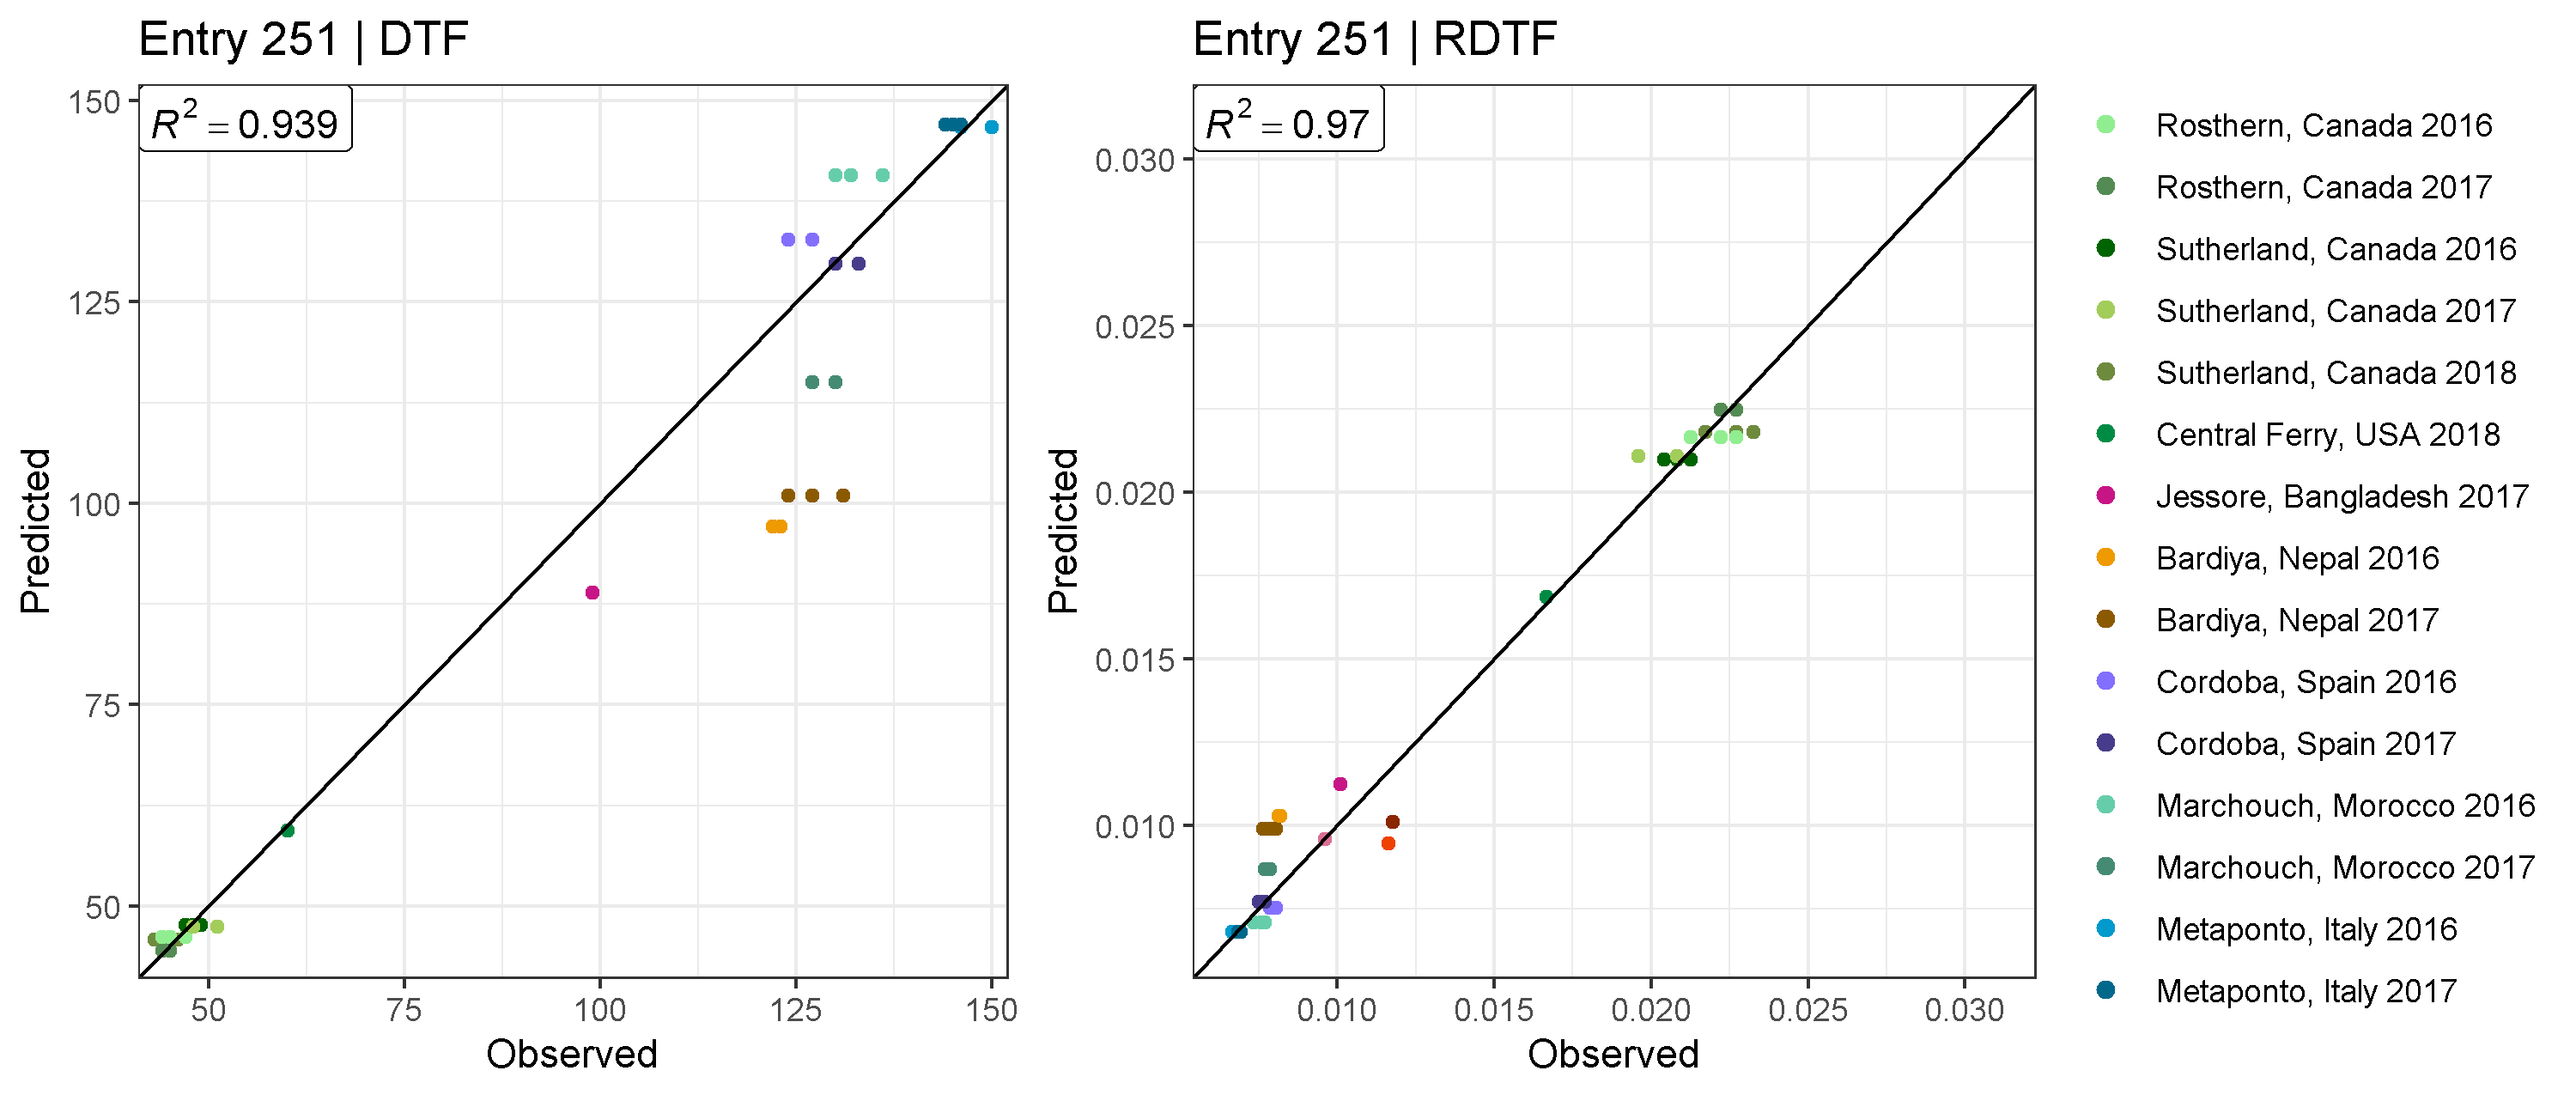 Entry 251 | DTF
R² = 0.939
150
125
100
75
50
Predicted
50
75
100
125
150
Observed
Entry 251 | RDTF
R² = 0.97
0.030
0.025
0.020
0.015
0.010
Predicted
0.010
0.015
0.020
0.025
0.030
Observed
Rosthern, Canada 2016
Rosthern, Canada 2017
Sutherland, Canada 2016
Sutherland, Canada 2017
Sutherland, Canada 2018
Central Ferry, USA 2018
Jessore, Bangladesh 2017
Bardiya, Nepal 2016
Bardiya, Nepal 2017
Cordoba, Spain 2016
Cordoba, Spain 2017
Marchouch, Morocco 2016
Marchouch, Morocco 2017
Metaponto, Italy 2016
Metaponto, Italy 2017